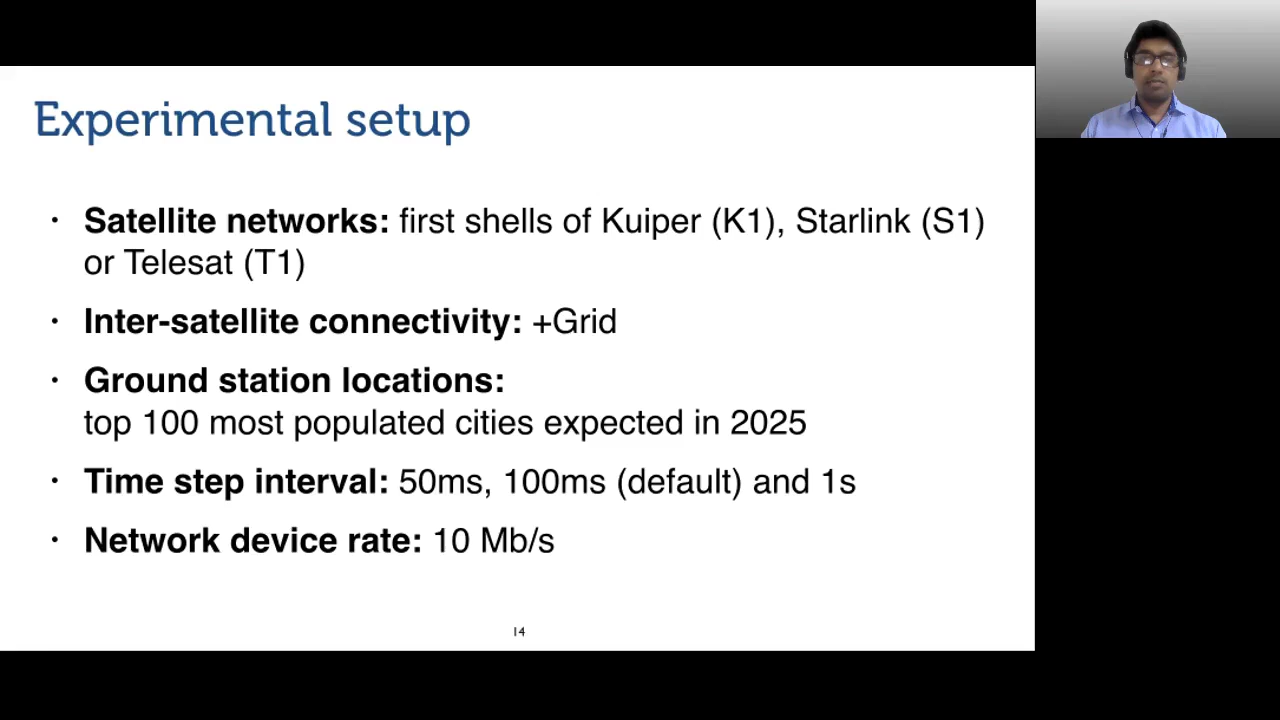 Experimental setup
• Satellite networks: first shells of Kuiper (K1), Starlink (S1)
or Telesat (T1)
• Inter-satellite connectivity: +Grid
• Ground station locations:
top 100 most populated cities expected in 2025
• Time step interval: 50ms, 100ms (default) and 1s
• Network device rate: 10 Mb/s
14